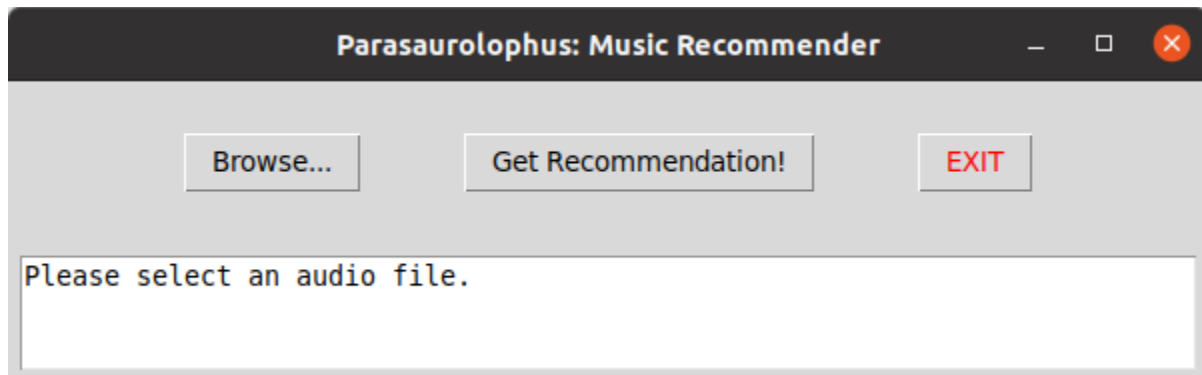 Parasaurolophus: Music Recommender
Browse... Get Recommendation! EXIT
Please select an audio file.